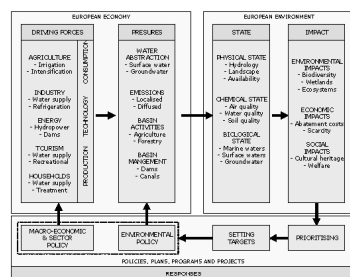 EUROPEAN ECONOMY
DRIVING FORCES
AGRICULTURE
- Irrigation
- Intensification
INDUSTRY
- Water supply
- Refrigeration
ENERGY
- Hydropower
- Dams
TOURISM
- Water supply
- Recreational
HOUSEHOLDS
- Water supply
- Treatment
CONSUMPTION
TECHNOLOGY
PRODUCTION
PRESURES
WATER
ABSTRACTION
- Surface water
- Groundwater
EMISSIONS
- Localised
- Diffused
BASIN
ACTIVITIES
- Agriculture
- Forestry
BASIN
MANGEMENT
- Dams
- Canals
EUROPEAN ENVIRONMENT
STATE
PHYSICAL STATE
- Hydrology
- Landscape
- Availability
CHEMICAL STATE
- Air quality
- Water quality
- Soil quality
BIOLOGICAL
STATE
- Marine waters
- Surface waters
- Groundwater
IMPACT
ENVIRONMENTAL
IMPACTS
- Biodiversity
- Wetlands
- Ecosystems
ECONOMIC
IMPACTS
- Abatement costs
- Scarcity
SOCIAL
IMPACTS
- Cultural heritage
- Welfare
MACRO-ECONOMIC
& SECTOR
POLICY
ENVIRONMENTAL
POLICY
SETTING
TARGETS
PRIORITISING
POLICIES, PLANS, PROGRAMS AND PROJECTS
RESPONSES